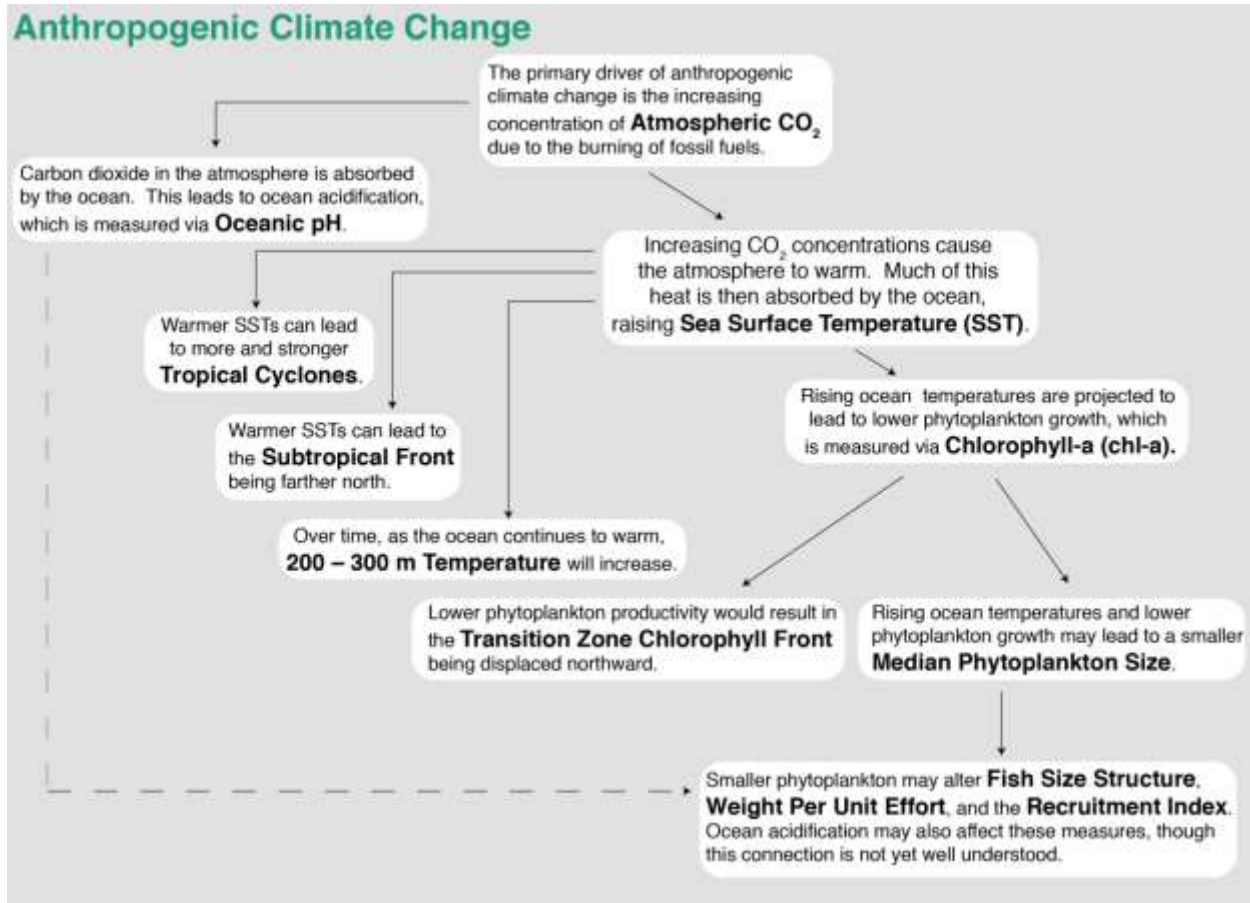 Anthropogenic Climate Change
The primary driver of anthropogenic
climate change is the increasing
concentration of Atmospheric CO₂
due to the burning of fossil fuels.
Carbon dioxide in the atmosphere is absorbed
by the ocean. This leads to ocean acidification,
which is measured via Oceanic pH.
Increasing CO₂ concentrations cause
the atmosphere to warm. Much of this
heat is then absorbed by the ocean,
raising Sea Surface Temperature (SST).
Warmer SSTs can lead
to more and stronger
Tropical Cyclones.
Rising ocean temperatures are projected to
lead to lower phytoplankton growth, which
is measured via Chlorophyll-a (chl-a).
Warmer SSTs can lead to
the Subtropical Front
being farther north.
Over time, as the ocean continues to warm,
200 – 300 m Temperature will increase.
Lower phytoplankton productivity would result in
the Transition Zone Chlorophyll Front
being displaced northward.
Rising ocean temperatures and lower
phytoplankton growth may lead to a smaller
Median Phytoplankton Size.
Smaller phytoplankton may alter Fish Size Structure,
Weight Per Unit Effort, and the Recruitment Index.
Ocean acidification may also affect these measures, though
this connection is not yet well understood.